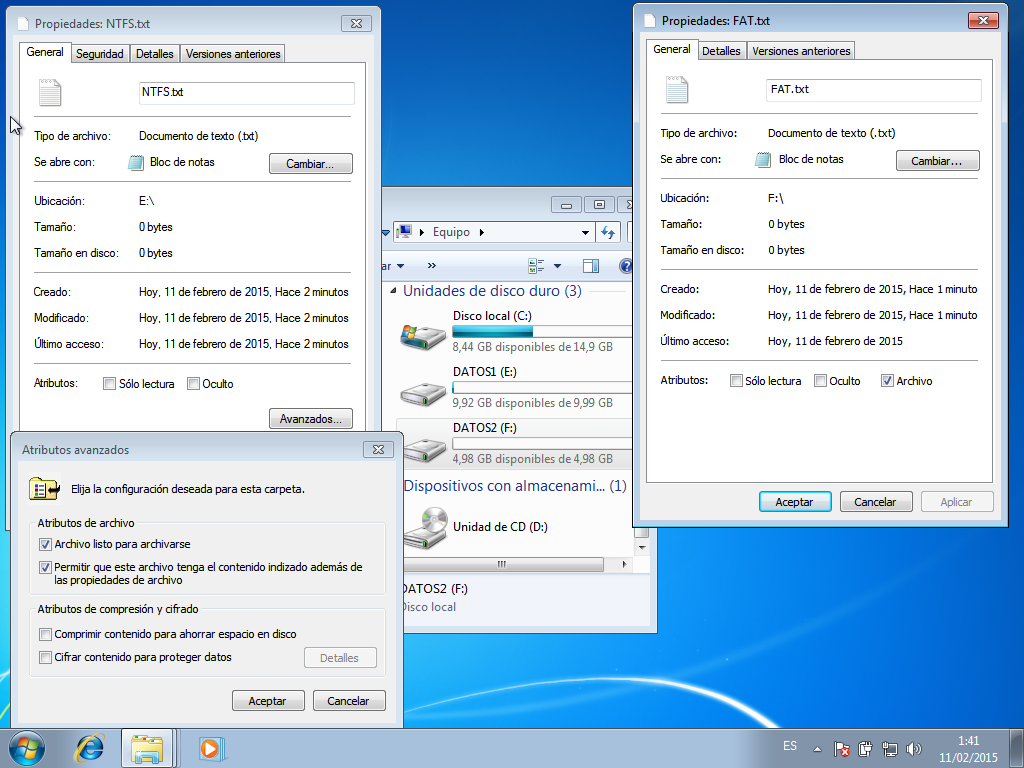 Propiedades: NTFS.txt
General
Seguridad
Detalles
Versiones anteriores
NTFS.txt
Tipo de archivo: Documento de texto (.txt)
Se abre con: Bloc de notas
Cambiar...
Ubicación: E:\
Tamaño: 0 bytes
Tamaño en disco: 0 bytes
Creado: Hoy, 11 de febrero de 2015, Hace 2 minutos
Modificado: Hoy, 11 de febrero de 2015, Hace 2 minutos
Último acceso: Hoy, 11 de febrero de 2015, Hace 2 minutos
Atributos: Sólo lectura Oculto
Avanzados...
Atributos avanzados
Elija la configuración deseada para esta carpeta.
Atributos de archivo
Archivo listo para archivarse
Permitir que este archivo tenga el contenido indizado además de
las propiedades de archivo
Atributos de compresión y cifrado
Comprimir contenido para ahorrar espacio en disco
Cifrar contenido para proteger datos
Detalles
Aceptar
Cancelar
Equipo
ar
»
Unidades de disco duro (3)
Disco local (C:)
8,44 GB disponibles de 14,9 GB
DATOS1 (E:)
9,92 GB disponibles de 9,99 GB
DATOS2 (F:)
4,98 GB disponibles de 4,98 GB
Dispositivos con almacenami... (1)
Unidad de CD (D:)
DATOS2 (F:)
Disco local
Propiedades: FAT.txt
General
Detalles
Versiones anteriores
FAT.txt
Tipo de archivo: Documento de texto (.txt)
Se abre con: Bloc de notas
Cambiar...
Ubicación: F:\
Tamaño: 0 bytes
Tamaño en disco: 0 bytes
Creado: Hoy, 11 de febrero de 2015, Hace 1 minuto
Modificado: Hoy, 11 de febrero de 2015, Hace 1 minuto
Último acceso: Hoy, 11 de febrero de 2015
Atributos: Sólo lectura Oculto Archivo
Aceptar
Cancelar
Aplicar
ES
1:41
11/02/2015